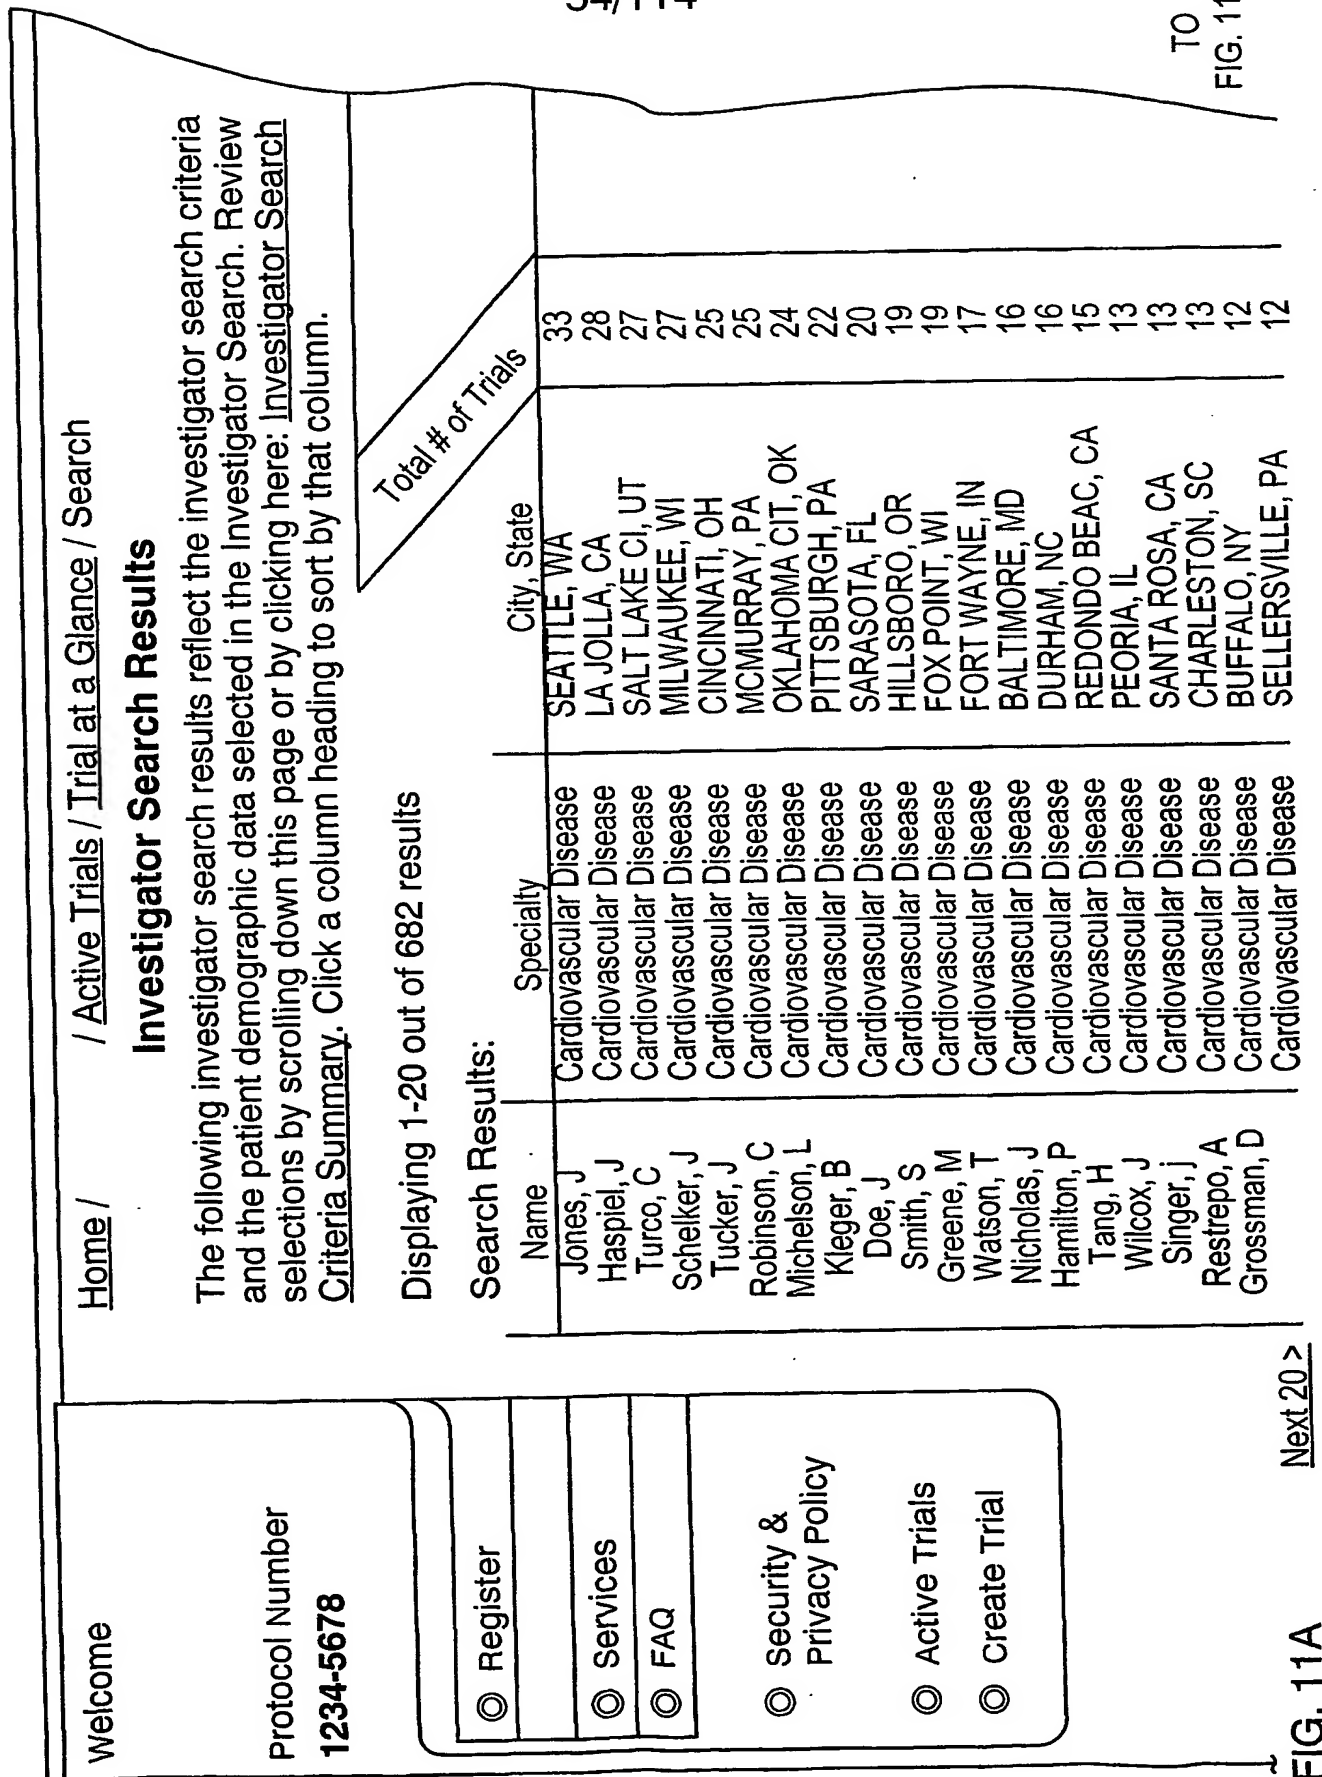 Welcome
Protocol Number
1234-5678
Register
Services
FAQ
Security &
Privacy Policy
Active Trials
Create Trial
Home / / Active Trials / Trial at a Glance / Search
Investigator Search Results
The following investigator search results reflect the investigator search criteria
and the patient demographic data selected in the Investigator Search. Review
selections by scrolling down this page or by clicking here: Investigator Search
Criteria Summary. Click a column heading to sort by that column.
Displaying 1-20 out of 682 results
Search Results:
Name Specialty City, State Total # of Trials
Jones, J Cardiovascular Disease SEATTLE, WA 33
Haspiel, J Cardiovascular Disease LA JOLLA, CA 28
Turco, C Cardiovascular Disease SALT LAKE CI, UT 27
Schelker, J Cardiovascular Disease MILWAUKEE, WI 27
Tucker, J Cardiovascular Disease CINCINNATI, OH 25
Robinson, C Cardiovascular Disease MCMURRAY, PA 25
Michelson, L Cardiovascular Disease OKLAHOMA CIT, OK 24
Kleger, B Cardiovascular Disease PITTSBURGH, PA 22
Doe, J Cardiovascular Disease SARASOTA, FL 20
Smith, S Cardiovascular Disease HILLSBORO, OR 19
Greene, M Cardiovascular Disease FOX POINT, WI 19
Watson, T Cardiovascular Disease FORT WAYNE, IN 17
Nicholas, J Cardiovascular Disease BALTIMORE, MD 16
Hamilton, P Cardiovascular Disease DURHAM, NC 16
Tang, H Cardiovascular Disease REDONDO BEAC, CA 15
Wilcox, J Cardiovascular Disease PEORIA, IL 13
Singer, j Cardiovascular Disease SANTA ROSA, CA 13
Restrepo, A Cardiovascular Disease CHARLESTON, SC 13
Grossman, D Cardiovascular Disease BUFFALO, NY 12
Cardiovascular Disease SELLERSVILLE, PA 12
Next 20 >
TO
FIG. 11
FIG. 11A